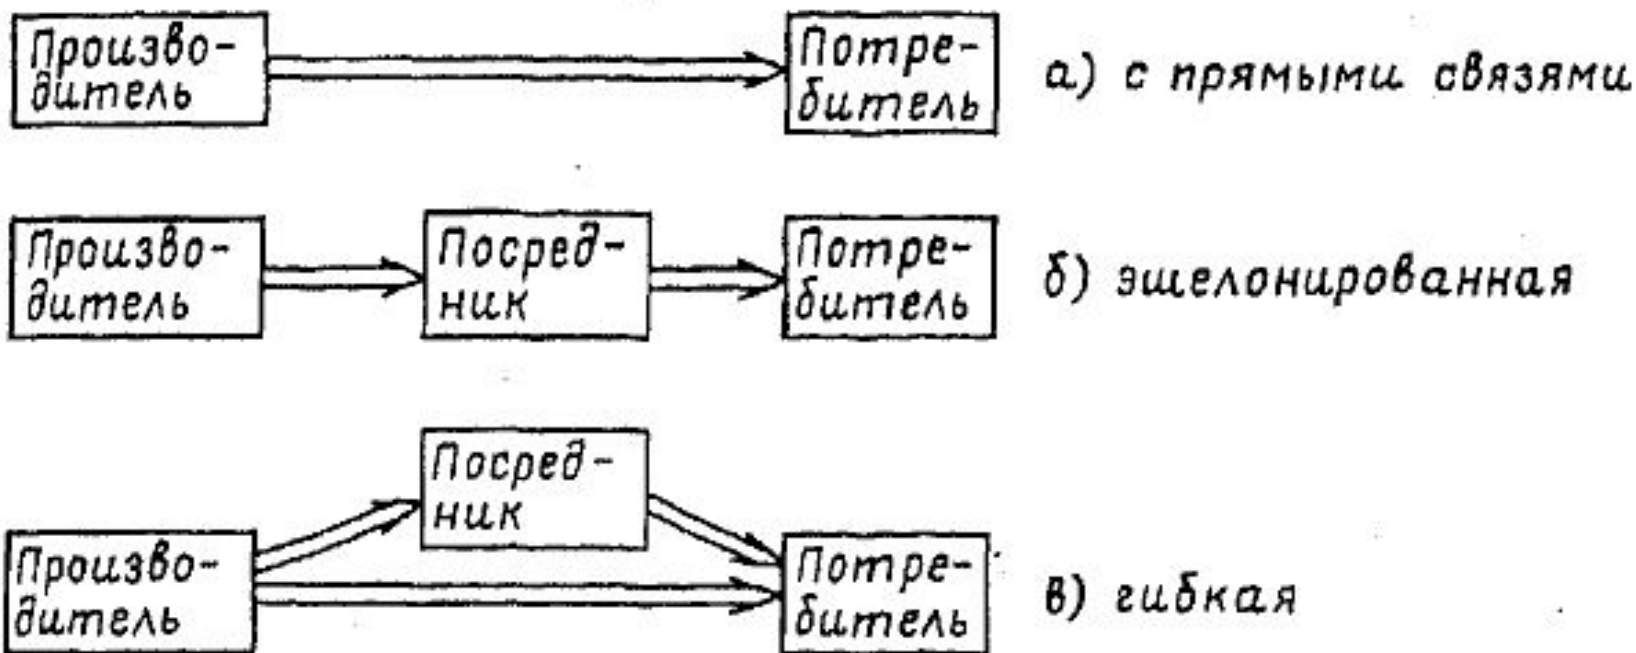 Произво-
дитель
Потре-
битель
а) с прямыми связями
Произво-
дитель
Посред-
ник
Потре-
битель
б) эшелонированная
Посред-
ник
Произво-
дитель
Потре-
битель
в) гибкая